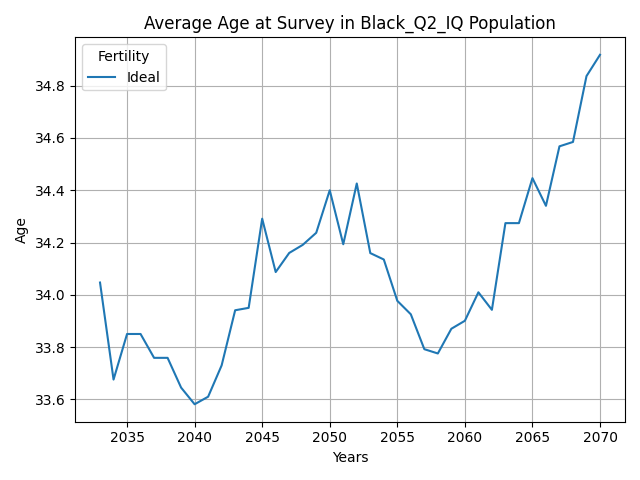 Average Age at Survey in Black_Q2_IQ Population
Fertility
Ideal
Age
34.8
34.6
34.4
34.2
34.0
33.8
33.6
2035 2040 2045 2050 2055 2060 2065 2070
Years